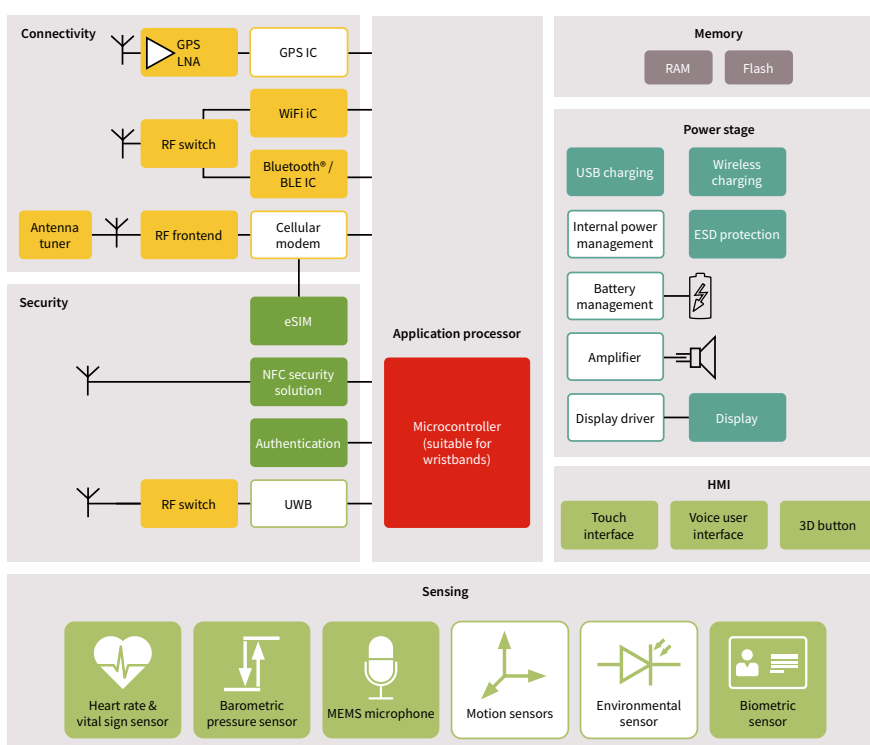 Connectivity
GPS
LNA
GPS IC
WiFi iC
RF switch
Bluetooth® /
BLE IC
Antenna
tuner
RF frontend
Cellular
modem
Security
eSIM
NFC security
solution
Authentication
RF switch
UWB
Application processor
Microcontroller
(suitable for
wristbands)
Memory
RAM
Flash
Power stage
USB charging
Wireless
charging
Internal power
management
ESD protection
Battery
management
Amplifier
Display driver
Display
HMI
Touch
interface
Voice user
interface
3D button
Sensing
Heart rate &
vital sign sensor
Barometric
pressure sensor
MEMS microphone
Motion sensors
Environmental
sensor
Biometric
sensor